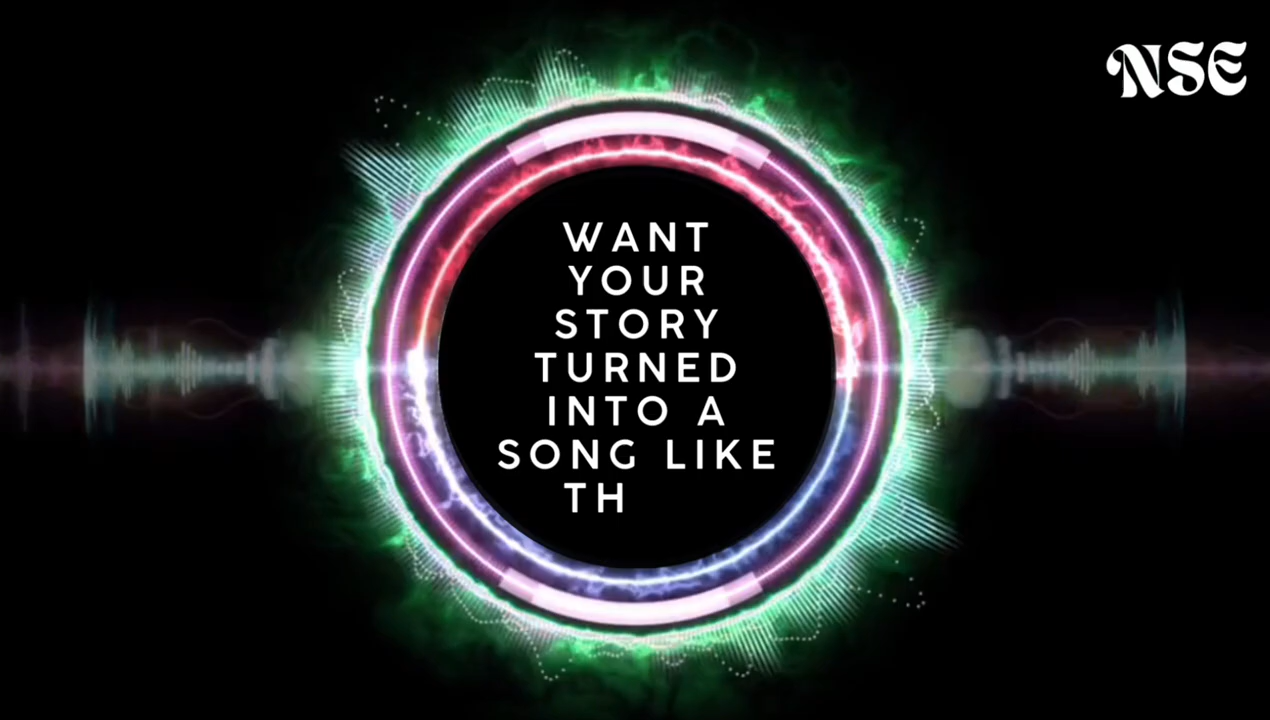 NSE
WANT
YOUR
STORY
TURNED
INTO A
SONG LIKE
TH